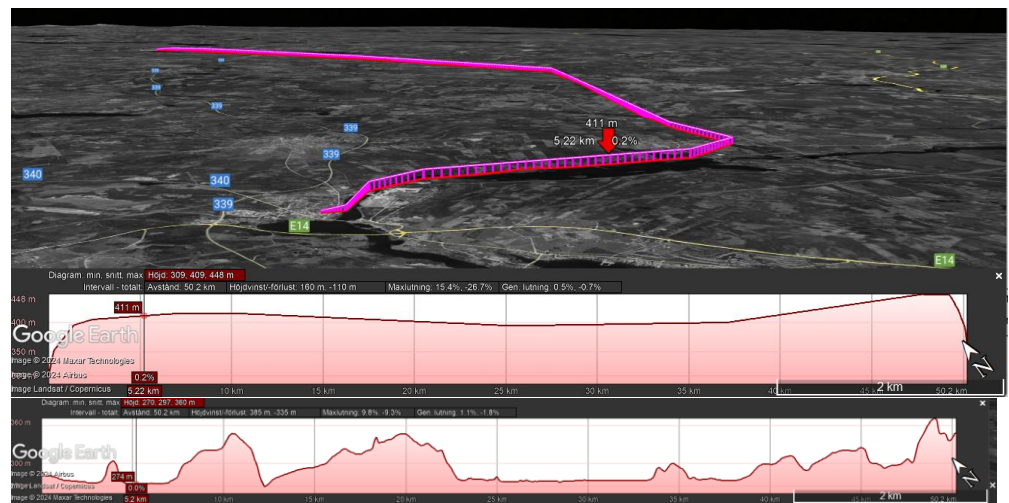 411 m
5.22 km 0.2%
339
339
339
339
339
340
340
339
E14
E14
Diagram: min, snitt, max Höjd: 309, 409, 448 m
Intervall - totalt: Avstånd: 50.2 km Höjdvinst/-förlust: 160 m, -110 m Maxlutning: 15.4%, -26.7% Gen. lutning: 0.5%, -0.7%
448 m
411 m
400 m
Google Earth
350 m
Image © 2024 Maxar Technologies
Image © 2024 Airbus
0.2%
Image Landsat / Copernicus
5.22 km 10 km 15 km 20 km 25 km 30 km 35 km 40 km 45 km 50.2 km
2 km
N
Diagram: min, snitt, max Höjd: 270, 297, 360 m
Intervall - totalt: Avstånd: 50.2 km Höjdvinst/-förlust: 385 m, -335 m Maxlutning: 9.8%, -9.3% Gen. lutning: 1.1%, -1.8%
Google Earth
Image © 2024 Airbus
274 m
Image Landsat / Copernicus
0.0%
Image © 2024 Maxar Technologies
5.2 km 10 km 15 km 20 km 25 km 30 km 35 km 40 km 45 km 50.2 km
2 km
N